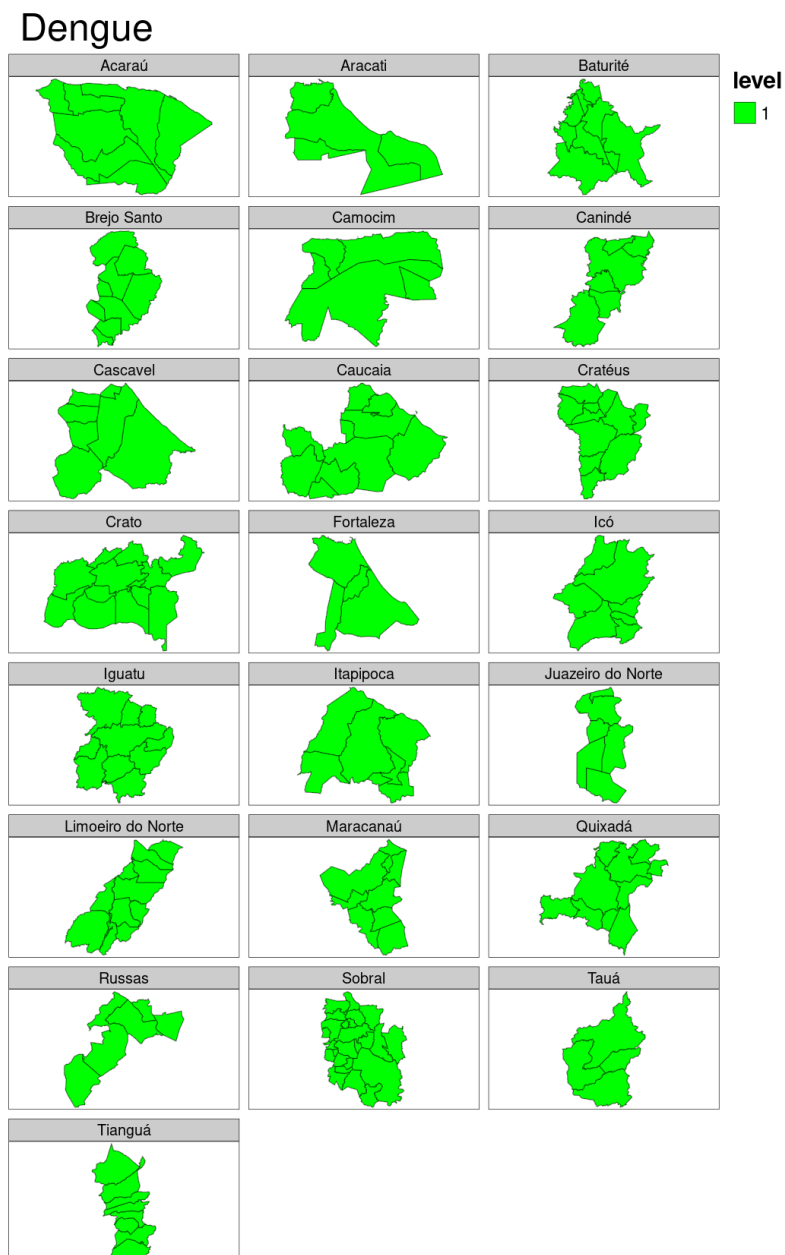 Dengue
Acaraú
Aracati
Baturité
level
1
Brejo Santo
Camocim
Canindé
Cascavel
Caucaia
Cratéus
Crato
Fortaleza
Icó
Iguatu
Itapipoca
Juazeiro do Norte
Limoeiro do Norte
Maracanaú
Quixadá
Russas
Sobral
Tauá
Tianguá